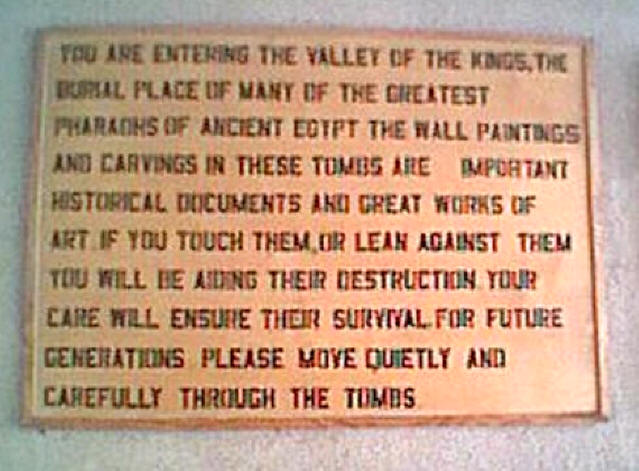 YOU ARE ENTERING THE VALLEY OF THE KINGS,THE
BURIAL PLACE OF MANY OF THE GREATEST
PHARAOHS OF ANCIENT EGYPT THE WALL PAINTINGS
AND CARVINGS IN THESE TOMBS ARE IMPORTANT
HISTORICAL DOCUMENTS AND GREAT WORKS OF
ART. IF YOU TOUCH THEM,OR LEAN AGAINST THEM
YOU WILL BE AIDING THEIR DESTRUCTION.YOUR
CARE WILL ENSURE THEIR SURVIVAL.FOR FUTURE
GENERATIONS PLEASE MOVE QUIETLY AND
CAREFULLY THROUGH THE TOMBS